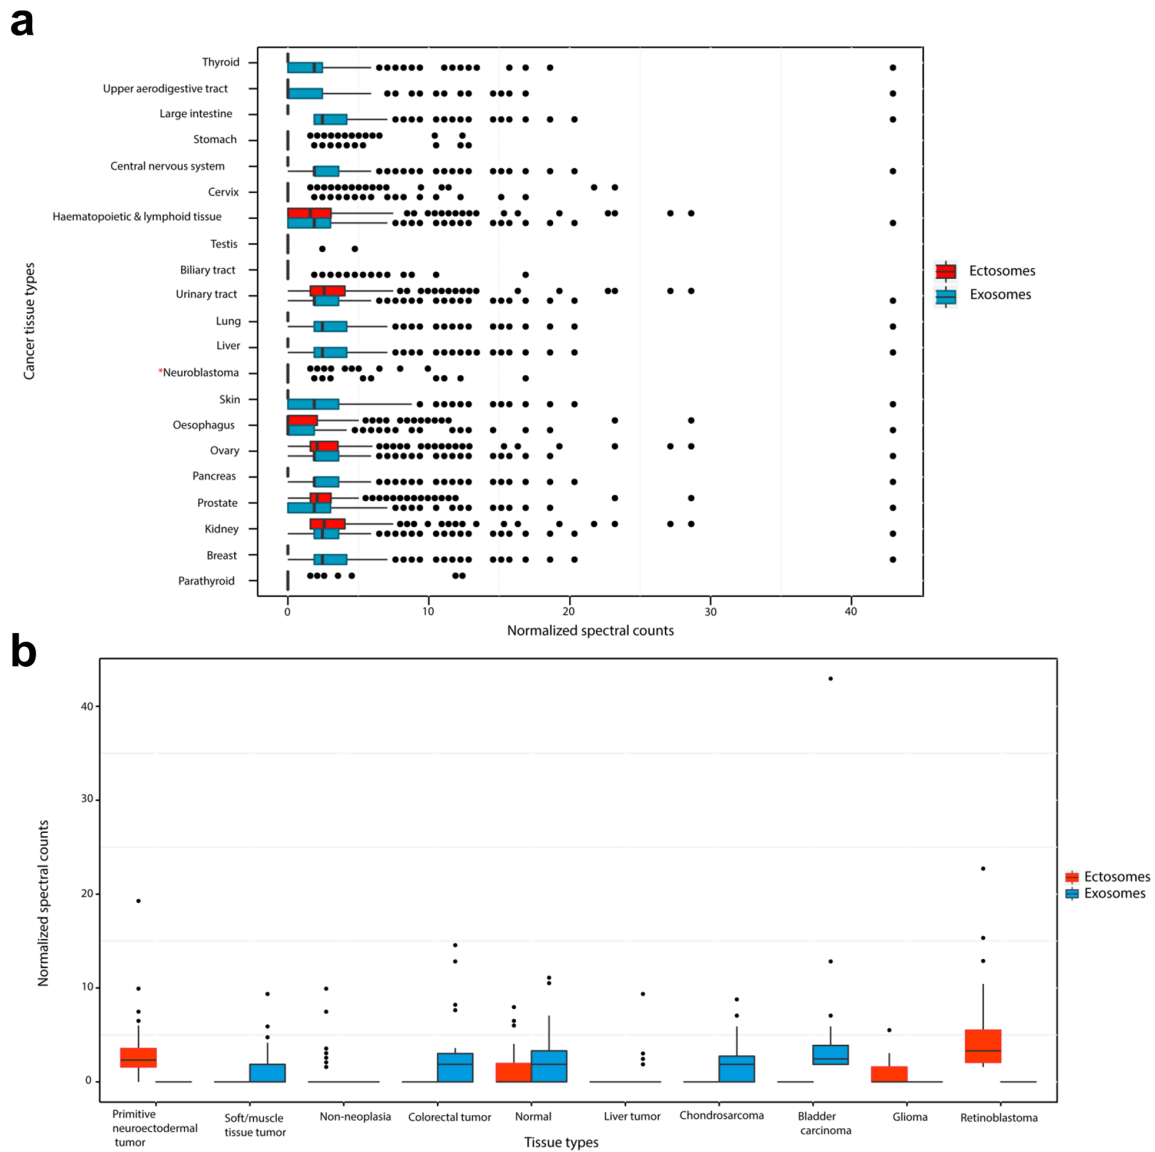 a
Thyroid
Upper aerodigestive tract
Large intestine
Stomach
Central nervous system
Cervix
Haematopoietic & lymphoid tissue
Testis
Biliary tract
Urinary tract
Lung
Liver
*Neuroblastoma
Skin
Oesophagus
Ovary
Pancreas
Prostate
Kidney
Breast
Parathyroid
Cancer tissue types
0 10 20 30 40
Normalized spectral counts
Ectosomes
Exosomes
b
40
30
20
10
0
Normalized spectral counts
Primitive
neuroectodermal
tumor
Soft/muscle
tissue tumor
Non-neoplasia
Colorectal tumor
Normal
Liver tumor
Chondrosarcoma
Bladder
carcinoma
Glioma
Retinoblastoma
Tissue types
Ectosomes
Exosomes